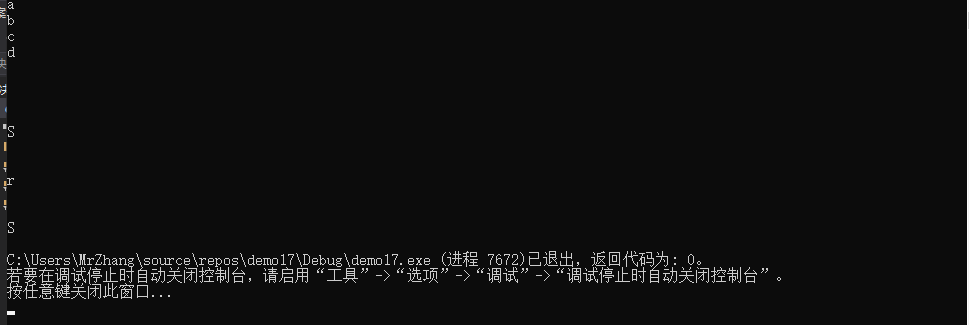 a
b
c
d
S
r
S
C:\Users\MrZhang\source\repos\demo17\Debug\demo17.exe (进程 7672)已退出，返回代码为: 0。
若要在调试停止时自动关闭控制台，请启用“工具”->“选项”->“调试”->“调试停止时自动关闭控制台”。
按任意键关闭此窗口...